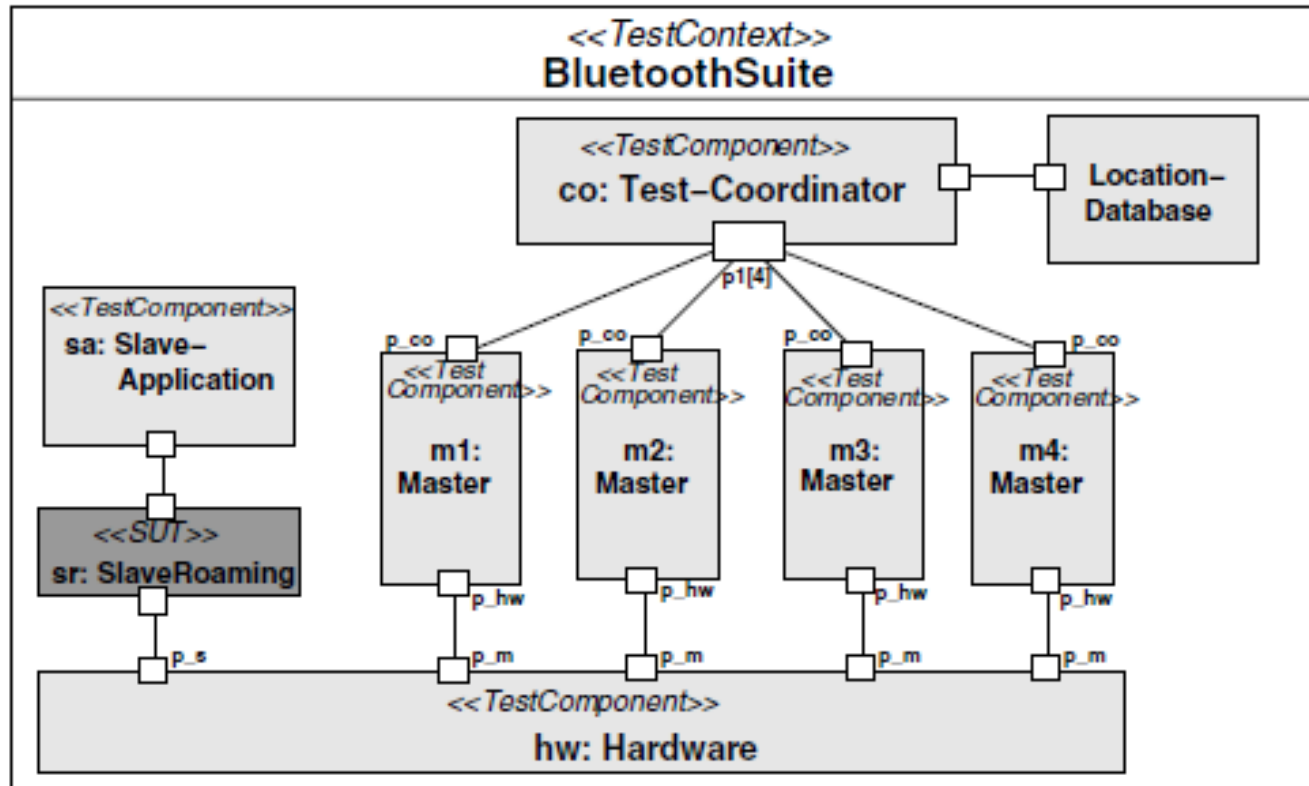 <<TestContext>>
BluetoothSuite
<<TestComponent>>
co: Test-Coordinator
Location-
Database
p1[4]
<<TestComponent>>
sa: Slave-
Application
p_co
p_co
p_co
p_co
<<Test
Component>>
m1:
Master
<<Test
Component>>
m2:
Master
<<Test
Component>>
m3:
Master
<<Test
Component>>
m4:
Master
<<SUT>>
sr: SlaveRoaming
p_hw
p_hw
p_hw
p_hw
p_s
p_m
p_m
p_m
p_m
<<TestComponent>>
hw: Hardware